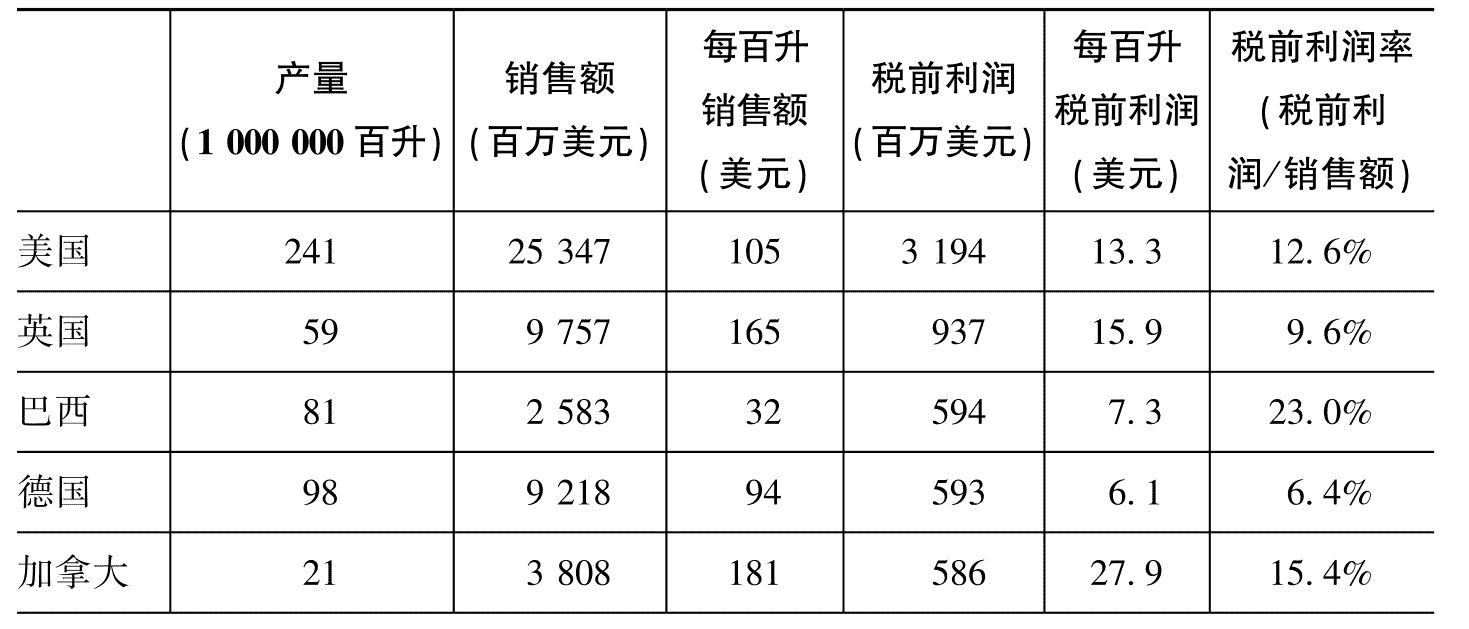 产量
(1 000 000 百升)
销售额
(百万美元)
每百升
销售额
(美元)
税前利润
(百万美元)
每百升
税前利润
(美元)
税前利润率
(税前利
润/销售额)
美国 241 25 347 105 3 194 13. 3 12. 6%
英国 59 9 757 165 937 15. 9 9. 6%
巴西 81 2 583 32 594 7. 3 23. 0%
德国 98 9 218 94 593 6. 1 6. 4%
加拿大 21 3 808 181 586 27. 9 15. 4%